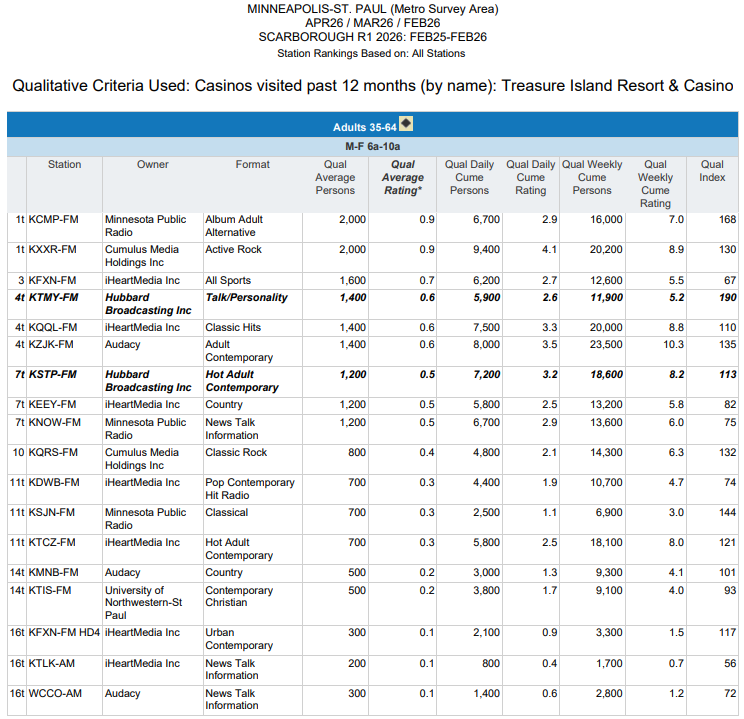 MINNEAPOLIS-ST. PAUL (Metro Survey Area)
APR26 / MAR26 / FEB26
SCARBOROUGH R1 2026: FEB25-FEB26
Station Rankings Based on: All Stations
Qualitative Criteria Used: Casinos visited past 12 months (by name): Treasure Island Resort & Casino
Adults 35-64
M-F 6a-10a
Station Owner Format Qual Average Persons Qual Average Rating* Qual Daily Cume Persons Qual Daily Cume Rating Qual Weekly Cume Persons Qual Weekly Cume Rating Qual Index
1t KCMP-FM Minnesota Public Radio Album Adult Alternative 2,000 0.9 6,700 2.9 16,000 7.0 168
1t KXXR-FM Cumulus Media Holdings Inc Active Rock 2,000 0.9 9,400 4.1 20,200 8.9 130
3 KFXN-FM iHeartMedia Inc All Sports 1,600 0.7 6,200 2.7 12,600 5.5 67
4t KTMY-FM Hubbard Broadcasting Inc Talk/Personality 1,400 0.6 5,900 2.6 11,900 5.2 190
4t KQQL-FM iHeartMedia Inc Classic Hits 1,400 0.6 7,500 3.3 20,000 8.8 110
4t KZJK-FM Audacy Adult Contemporary 1,400 0.6 8,000 3.5 23,500 10.3 135
7t KSTP-FM Hubbard Broadcasting Inc Hot Adult Contemporary 1,200 0.5 7,200 3.2 18,600 8.2 113
7t KEEY-FM iHeartMedia Inc Country 1,200 0.5 5,800 2.5 13,200 5.8 82
7t KNOW-FM Minnesota Public Radio News Talk Information 1,200 0.5 6,700 2.9 13,600 6.0 75
10 KQRS-FM Cumulus Media Holdings Inc Classic Rock 800 0.4 4,800 2.1 14,300 6.3 132
11t KDWB-FM iHeartMedia Inc Pop Contemporary Hit Radio 700 0.3 4,400 1.9 10,700 4.7 74
11t KSJN-FM Minnesota Public Radio Classical 700 0.3 2,500 1.1 6,900 3.0 144
11t KTCZ-FM iHeartMedia Inc Hot Adult Contemporary 700 0.3 5,800 2.5 18,100 8.0 121
14t KMNB-FM Audacy Country 500 0.2 3,000 1.3 9,300 4.1 101
14t KTIS-FM University of Northwestern-St Paul Contemporary Christian 500 0.2 3,800 1.7 9,100 4.0 93
16t KFXN-FM HD4 iHeartMedia Inc Urban Contemporary 300 0.1 2,100 0.9 3,300 1.5 117
16t KTLK-AM iHeartMedia Inc News Talk Information 200 0.1 800 0.4 1,700 0.7 56
16t WCCO-AM Audacy News Talk Information 300 0.1 1,400 0.6 2,800 1.2 72